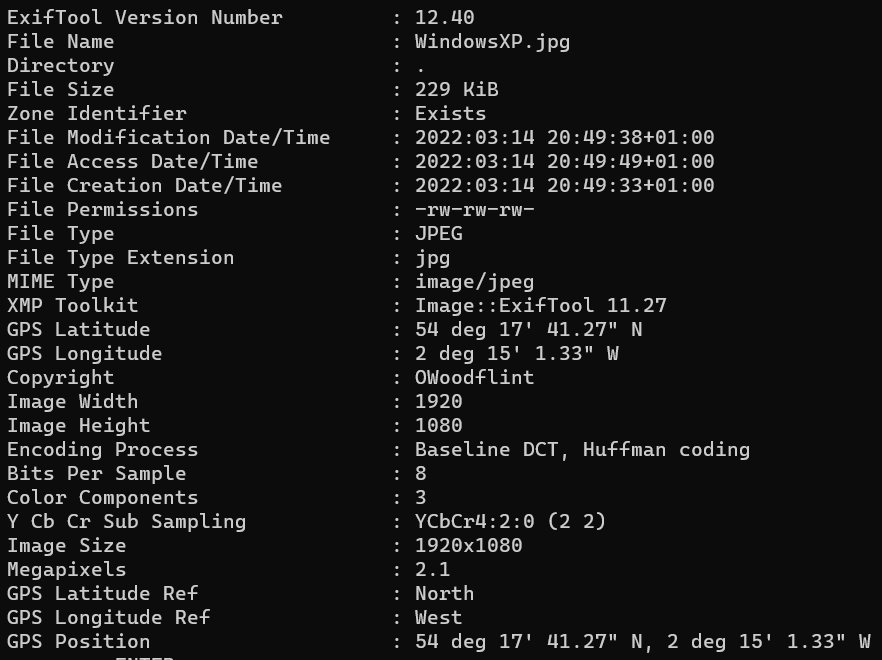 ExifTool Version Number : 12.40
File Name : WindowsXP.jpg
Directory : .
File Size : 229 KiB
Zone Identifier : Exists
File Modification Date/Time : 2022:03:14 20:49:38+01:00
File Access Date/Time : 2022:03:14 20:49:49+01:00
File Creation Date/Time : 2022:03:14 20:49:33+01:00
File Permissions : -rw-rw-rw-
File Type : JPEG
File Type Extension : jpg
MIME Type : image/jpeg
XMP Toolkit : Image::ExifTool 11.27
GPS Latitude : 54 deg 17' 41.27" N
GPS Longitude : 2 deg 15' 1.33" W
Copyright : OWoodflint
Image Width : 1920
Image Height : 1080
Encoding Process : Baseline DCT, Huffman coding
Bits Per Sample : 8
Color Components : 3
Y Cb Cr Sub Sampling : YCbCr4:2:0 (2 2)
Image Size : 1920x1080
Megapixels : 2.1
GPS Latitude Ref : North
GPS Longitude Ref : West
GPS Position : 54 deg 17' 41.27" N, 2 deg 15' 1.33" W